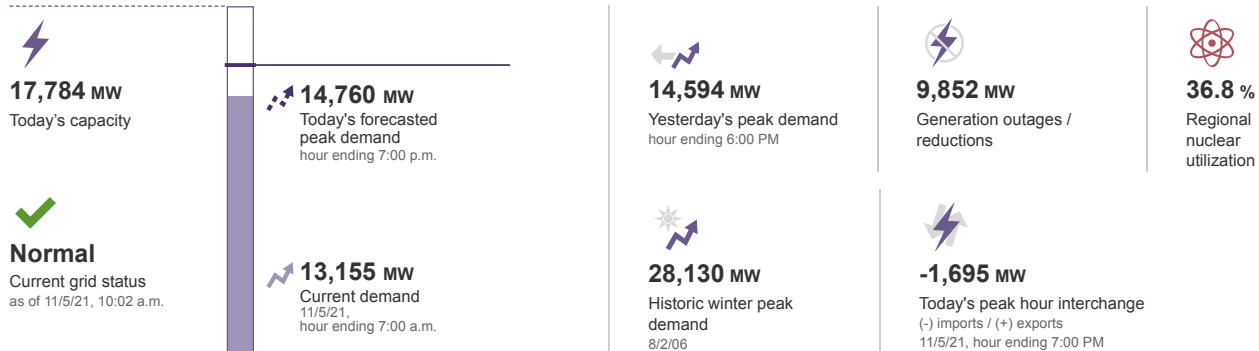 17,784 MW
Today's capacity
Normal
Current grid status
as of 11/5/21, 10:02 a.m.
14,760 MW
Today's forecasted
peak demand
hour ending 7:00 p.m.
13,155 MW
Current demand
11/5/21,
hour ending 7:00 a.m.
14,594 MW
Yesterday's peak demand
hour ending 6:00 PM
9,852 MW
Generation outages /
reductions
36.8 %
Regional
nuclear
utilization
28,130 MW
Historic winter peak
demand
8/2/06
-1,695 MW
Today's peak hour interchange
(-) imports / (+) exports
11/5/21, hour ending 7:00 PM